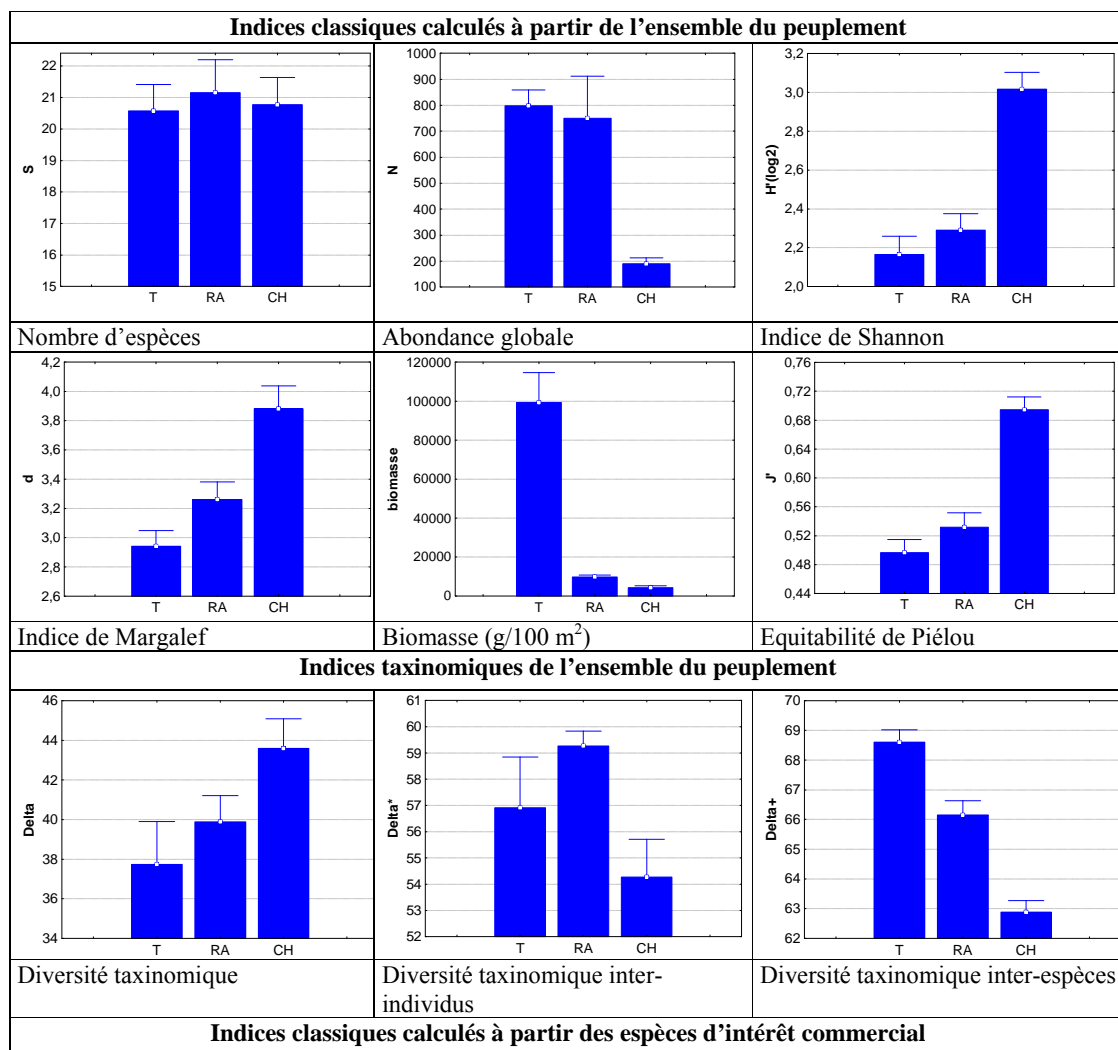 Indices classiques calculés à partir de l'ensemble du peuplement
22
21
20
19
18
17
16
15
S
T RA CH
Nombre d'espèces
1000
900
800
700
600
500
400
300
200
100
N
T RA CH
Abondance globale
3,2
3,0
2,8
2,6
2,4
2,2
2,0
H'(log2)
T RA CH
Indice de Shannon
4,2
4,0
3,8
3,6
3,4
3,2
3,0
2,8
2,6
d
T RA CH
Indice de Margalef
120000
100000
80000
60000
40000
20000
0
biomasse
T RA CH
Biomasse (g/100 m²)
0,76
0,72
0,68
0,64
0,60
0,56
0,52
0,48
0,44
J'
T RA CH
Equitabilité de Piélou
Indices taxinomiques de l'ensemble du peuplement
46
44
42
40
38
36
34
Delta
T RA CH
Diversité taxinomique
61
60
59
58
57
56
55
54
53
52
Delta*
T RA CH
Diversité taxinomique inter-
individus
70
69
68
67
66
65
64
63
62
Delta+
T RA CH
Diversité taxinomique inter-espèces
Indices classiques calculés à partir des espèces d'intérêt commercial